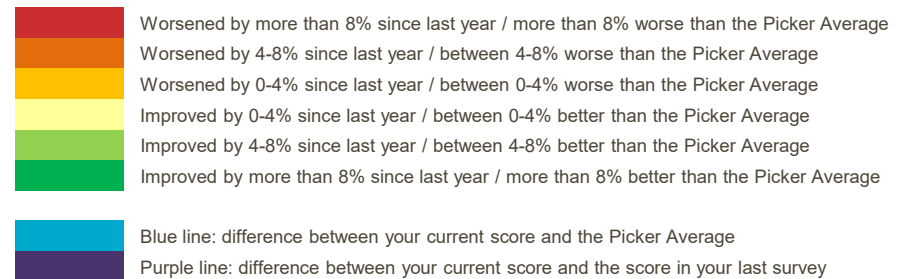 Worsened by more than 8% since last year / more than 8% worse than the Picker Average
Worsened by 4-8% since last year / between 4-8% worse than the Picker Average
Worsened by 0-4% since last year / between 0-4% worse than the Picker Average
Improved by 0-4% since last year / between 0-4% better than the Picker Average
Improved by 4-8% since last year / between 4-8% better than the Picker Average
Improved by more than 8% since last year / more than 8% better than the Picker Average
Blue line: difference between your current score and the Picker Average
Purple line: difference between your current score and the score in your last survey